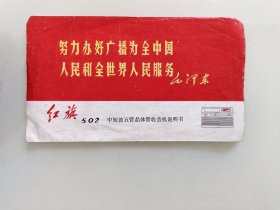 努力办好广播为全中国
人民和全世界人民服务
毛泽东
红旗 502 中短波五管晶体管收音机说明书